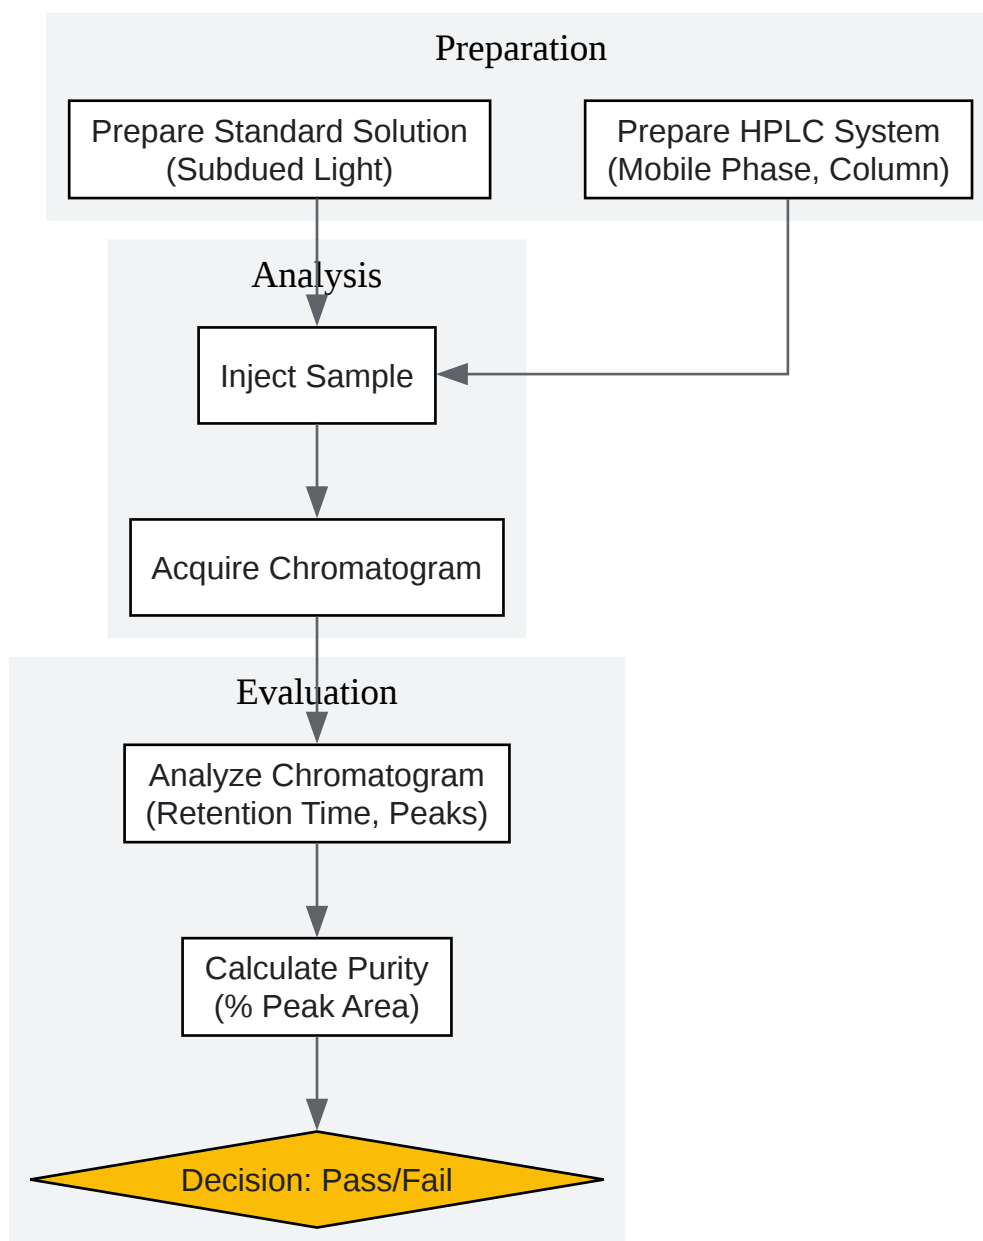 Preparation
Prepare Standard Solution
(Subdued Light)
Prepare HPLC System
(Mobile Phase, Column)
Analysis
Inject Sample
Acquire Chromatogram
Evaluation
Analyze Chromatogram
(Retention Time, Peaks)
Calculate Purity
(% Peak Area)
Decision: Pass/Fail